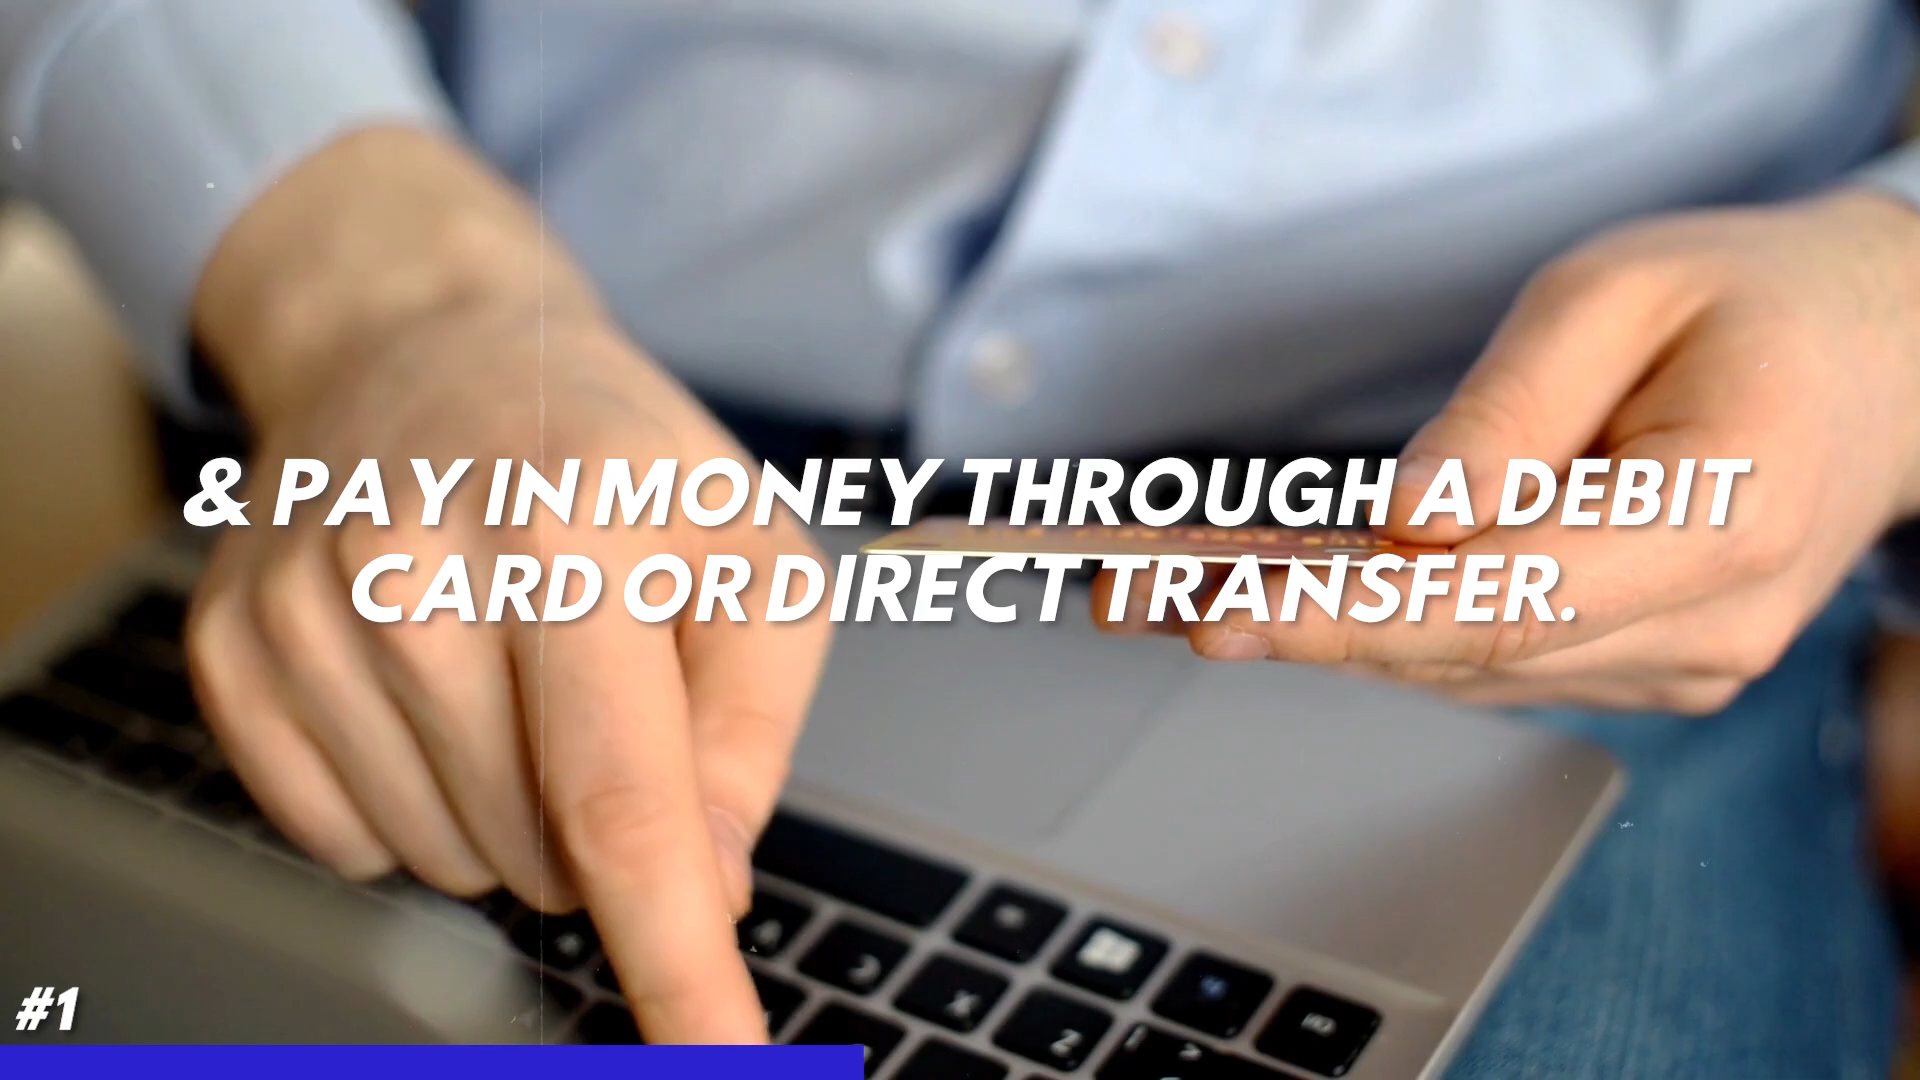 & PAY IN MONEY THROUGH A DEBIT
CARD OR DIRECT TRANSFER.
#1